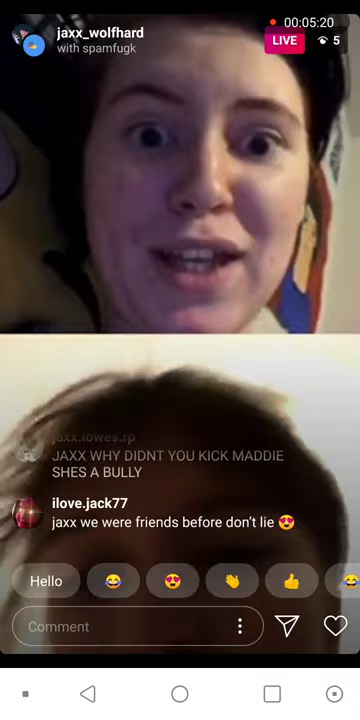 00:05:20
jaxx_wolfhard
with spamfugk
LIVE
5
jaxx.lowes.rp
JAXX WHY DIDNT YOU KICK MADDIE
SHES A BULLY
ilove.jack77
jaxx we were friends before don't lie 😍
Hello 😂 😍 👏 👍 😂
Comment